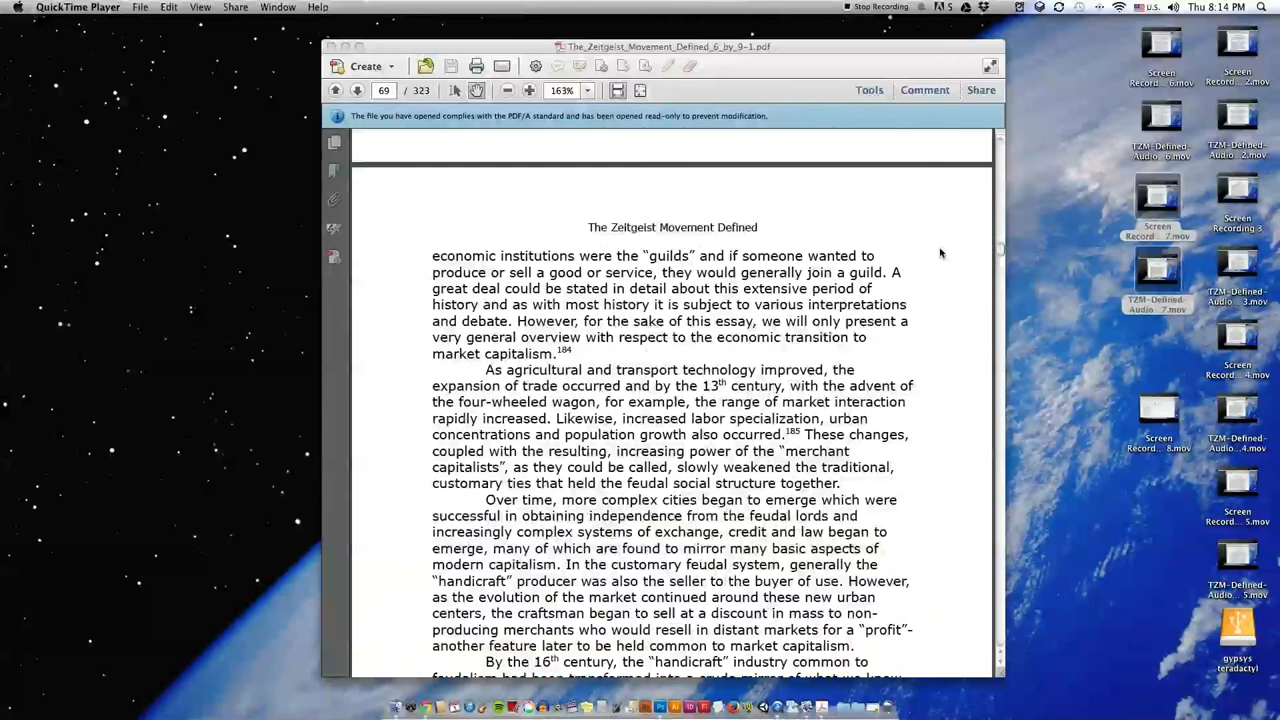 QuickTime Player File Edit View Share Window Help Stop Recording 5 U.S. Thu 8:14 PM
The_Zeitgeist_Movement_Defined_6_by_9-1.pdf
Create
69 / 323 163% Tools Comment Share
The file you have opened complies with the PDF/A standard and has been opened read-only to prevent modification.
The Zeitgeist Movement Defined
economic institutions were the “guilds” and if someone wanted to
produce or sell a good or service, they would generally join a guild. A
great deal could be stated in detail about this extensive period of
history and as with most history it is subject to various interpretations
and debate. However, for the sake of this essay, we will only present a
very general overview with respect to the economic transition to
market capitalism.184
As agricultural and transport technology improved, the
expansion of trade occurred and by the 13th century, with the advent of
the four-wheeled wagon, for example, the range of market interaction
rapidly increased. Likewise, increased labor specialization, urban
concentrations and population growth also occurred.185 These changes,
coupled with the resulting, increasing power of the “merchant
capitalists”, as they could be called, slowly weakened the traditional,
customary ties that held the feudal social structure together.
Over time, more complex cities began to emerge which were
successful in obtaining independence from the feudal lords and
increasingly complex systems of exchange, credit and law began to
emerge, many of which are found to mirror many basic aspects of
modern capitalism. In the customary feudal system, generally the
“handicraft” producer was also the seller to the buyer of use. However,
as the evolution of the market continued around these new urban
centers, the craftsman began to sell at a discount in mass to non-
producing merchants who would resell in distant markets for a “profit”-
another feature later to be held common to market capitalism.
By the 16th century, the “handicraft” industry common to
Screen
Record ... 6.mov
Screen
Record ... 2.mov
TZM-Defined-
Audio ... 6.mov
TZM-Defined-
Audio ... 2.mov
Screen
Record ... 7.mov
Screen
Recording 3
TZM-Defined-
Audio ... 7.mov
TZM-Defined-
Audio ... 3.mov
Screen
Record ... 4.mov
Screen
Record ... 8.mov
TZM-Defined-
Audio ... 4.mov
Screen
Record ... 5.mov
TZM-Defined-
Audio ... 5.mov
gypsys
teradactyl